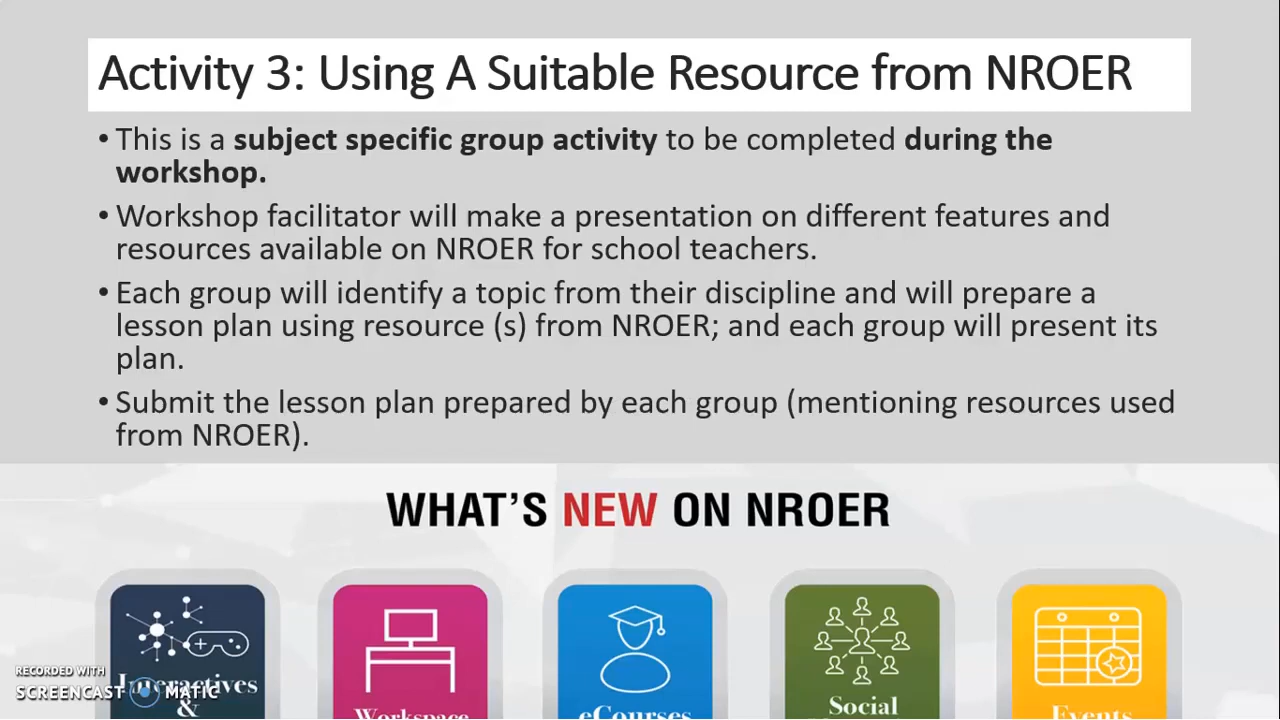 Activity 3: Using A Suitable Resource from NROER
• This is a subject specific group activity to be completed during the
workshop.
• Workshop facilitator will make a presentation on different features and
resources available on NROER for school teachers.
• Each group will identify a topic from their discipline and will prepare a
lesson plan using resource (s) from NROER; and each group will present its
plan.
• Submit the lesson plan prepared by each group (mentioning resources used
from NROER).
WHAT'S NEW ON NROER
Interactives
&
Workspace
eCourses
Social
Events
RECORDED WITH
SCREENCAST MATIC